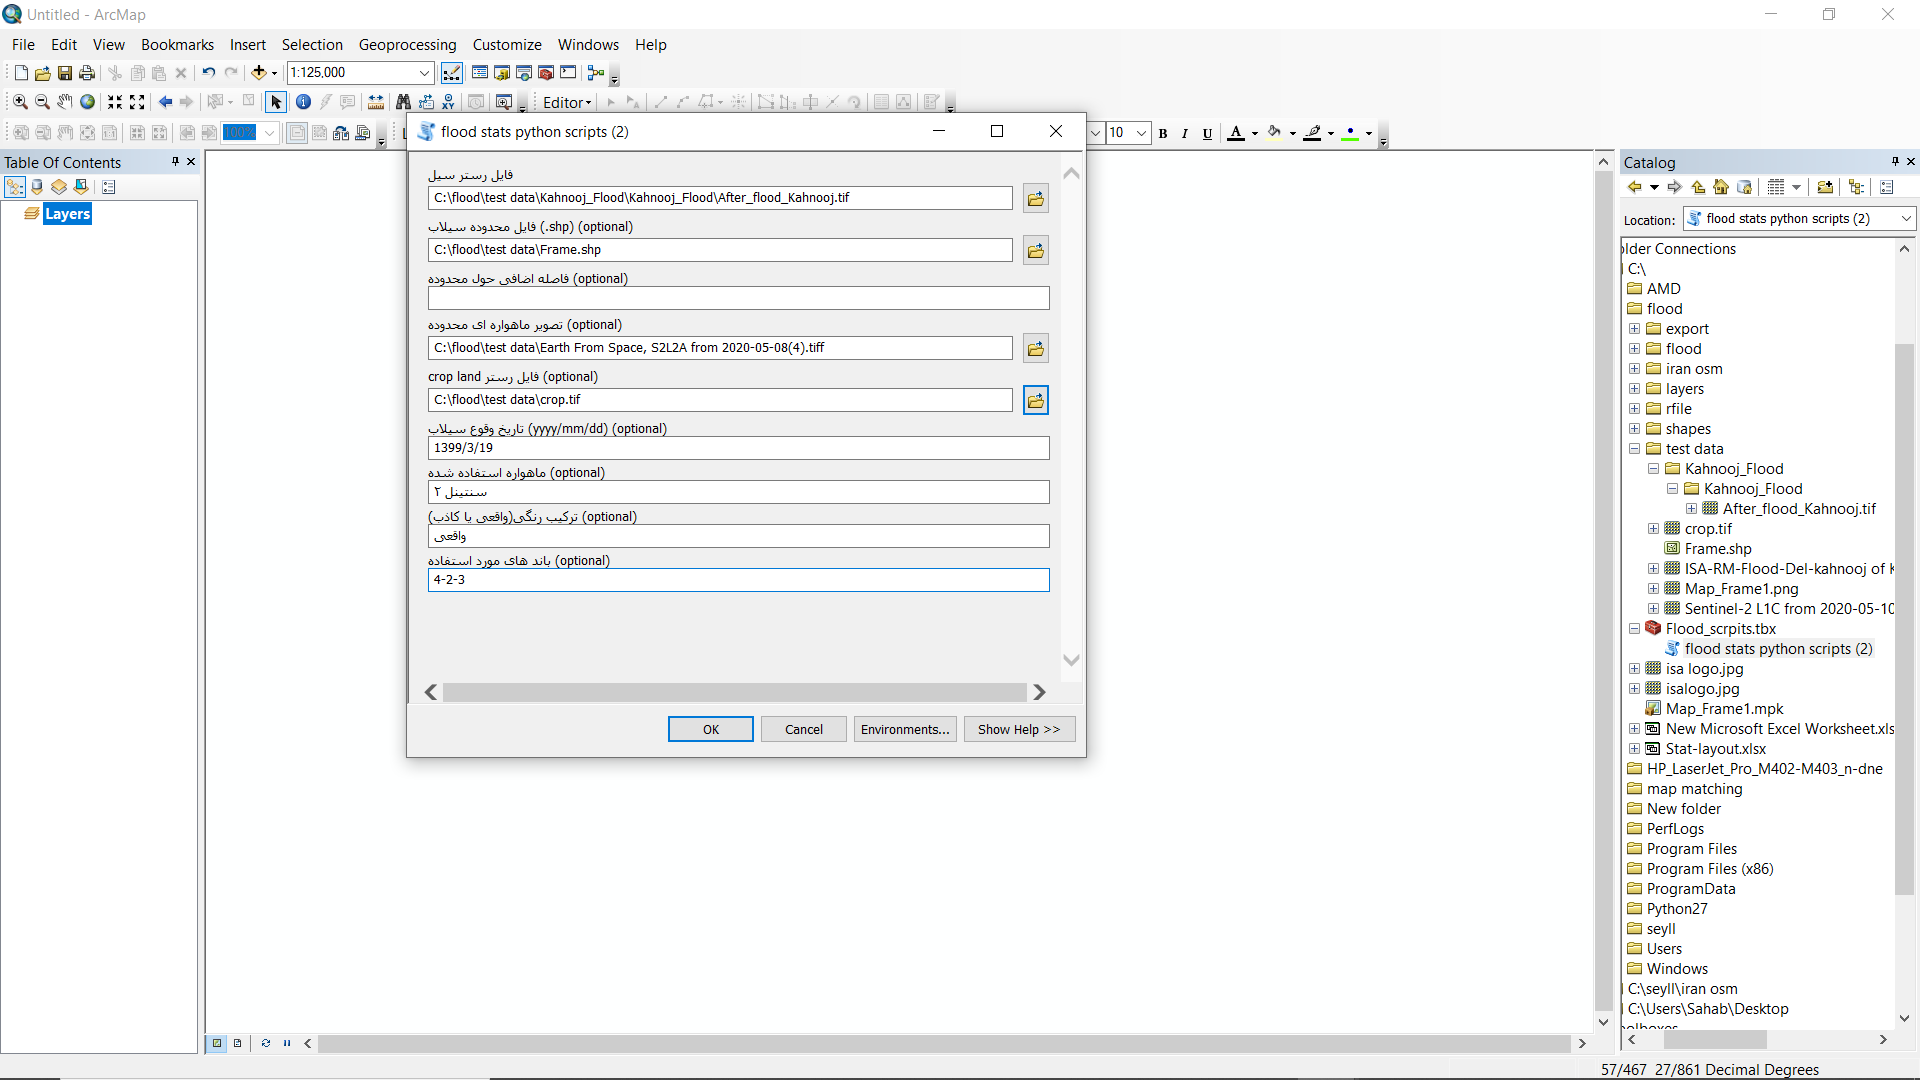 Untitled - ArcMap
File Edit View Bookmarks Insert Selection Geoprocessing Customize Windows Help
1:125,000
Editor
100%
10 B I U A
flood stats python scripts (2)
فایل رستر سیل
C:\flood\test data\Kahnooj_Flood\Kahnooj_Flood\After_flood_Kahnooj.tif
فایل محدوده سیلاب (.shp) (optional)
C:\flood\test data\Frame.shp
فاصله اضافی حول محدوده (optional)
تصویر ماهواره ای محدوده (optional)
C:\flood\test data\Earth From Space, S2L2A from 2020-05-08(4).tiff
crop land فایل رستر (optional)
C:\flood\test data\crop.tif
تاریخ وقوع سیلاب (yyyy/mm/dd) (optional)
1399/3/19
ماهواره استفاده شده (optional)
سنتینل ۲
ترکیب رنگی(واقعی یا کاذب) (optional)
واقعی
باند های مورد استفاده (optional)
4-2-3
OK Cancel Environments... Show Help >>
Table Of Contents
Layers
Catalog
Location: flood stats python scripts (2)
lder Connections
C:\
AMD
flood
export
flood
iran osm
layers
rfile
shapes
test data
Kahnooj_Flood
Kahnooj_Flood
After_flood_Kahnooj.tif
crop.tif
Frame.shp
ISA-RM-Flood-Del-kahnooj of
Map_Frame1.png
Sentinel-2 L1C from 2020-05-10
Flood_scrpits.tbx
flood stats python scripts (2)
isa logo.jpg
isalogo.jpg
Map_Frame1.mpk
New Microsoft Excel Worksheet.xls
Stat-layout.xlsx
HP_LaserJet_Pro_M402-M403_n-dne
map matching
New folder
PerfLogs
Program Files
Program Files (x86)
ProgramData
Python27
seyll
Users
Windows
C:\seyll\iran osm
C:\Users\Sahab\Desktop
57/467 27/861 Decimal Degrees